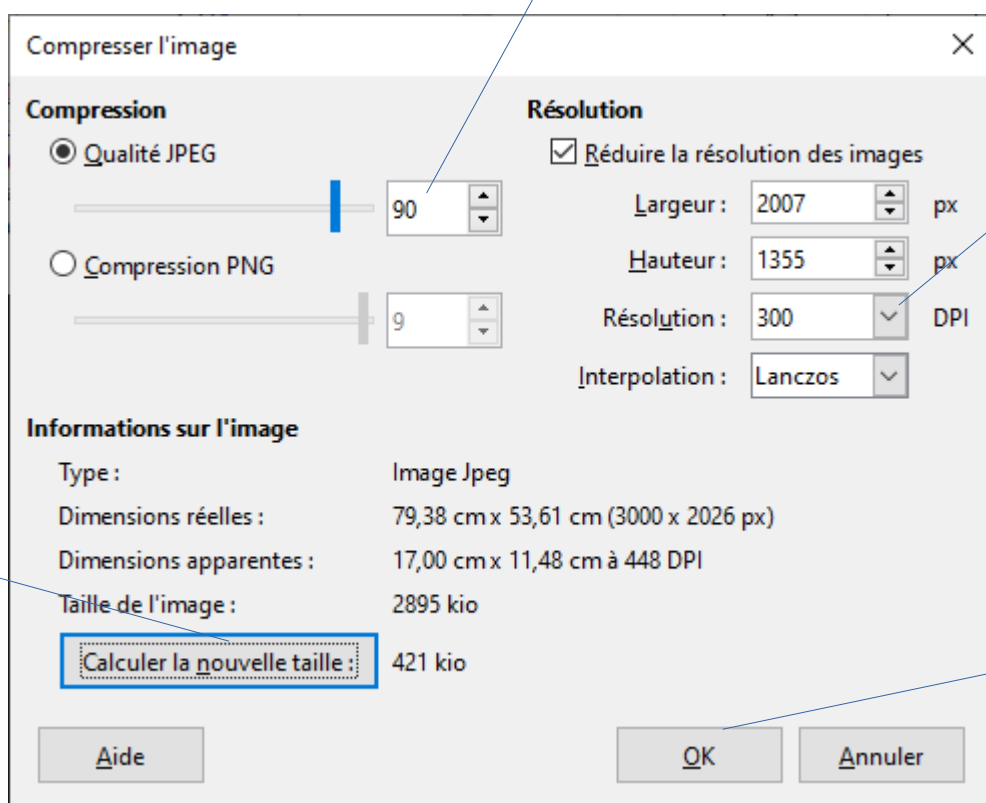 Compresser l'image
Compression
Qualité JPEG
90
Compression PNG
9
Résolution
Réduire la résolution des images
Largeur : 2007 px
Hauteur : 1355 px
Résolution : 300 DPI
Interpolation : Lanczos
Informations sur l'image
Type : Image Jpeg
Dimensions réelles : 79,38 cm x 53,61 cm (3000 x 2026 px)
Dimensions apparentes : 17,00 cm x 11,48 cm à 448 DPI
Taille de l'image : 2895 kio
Calculer la nouvelle taille : 421 kio
Aide OK Annuler